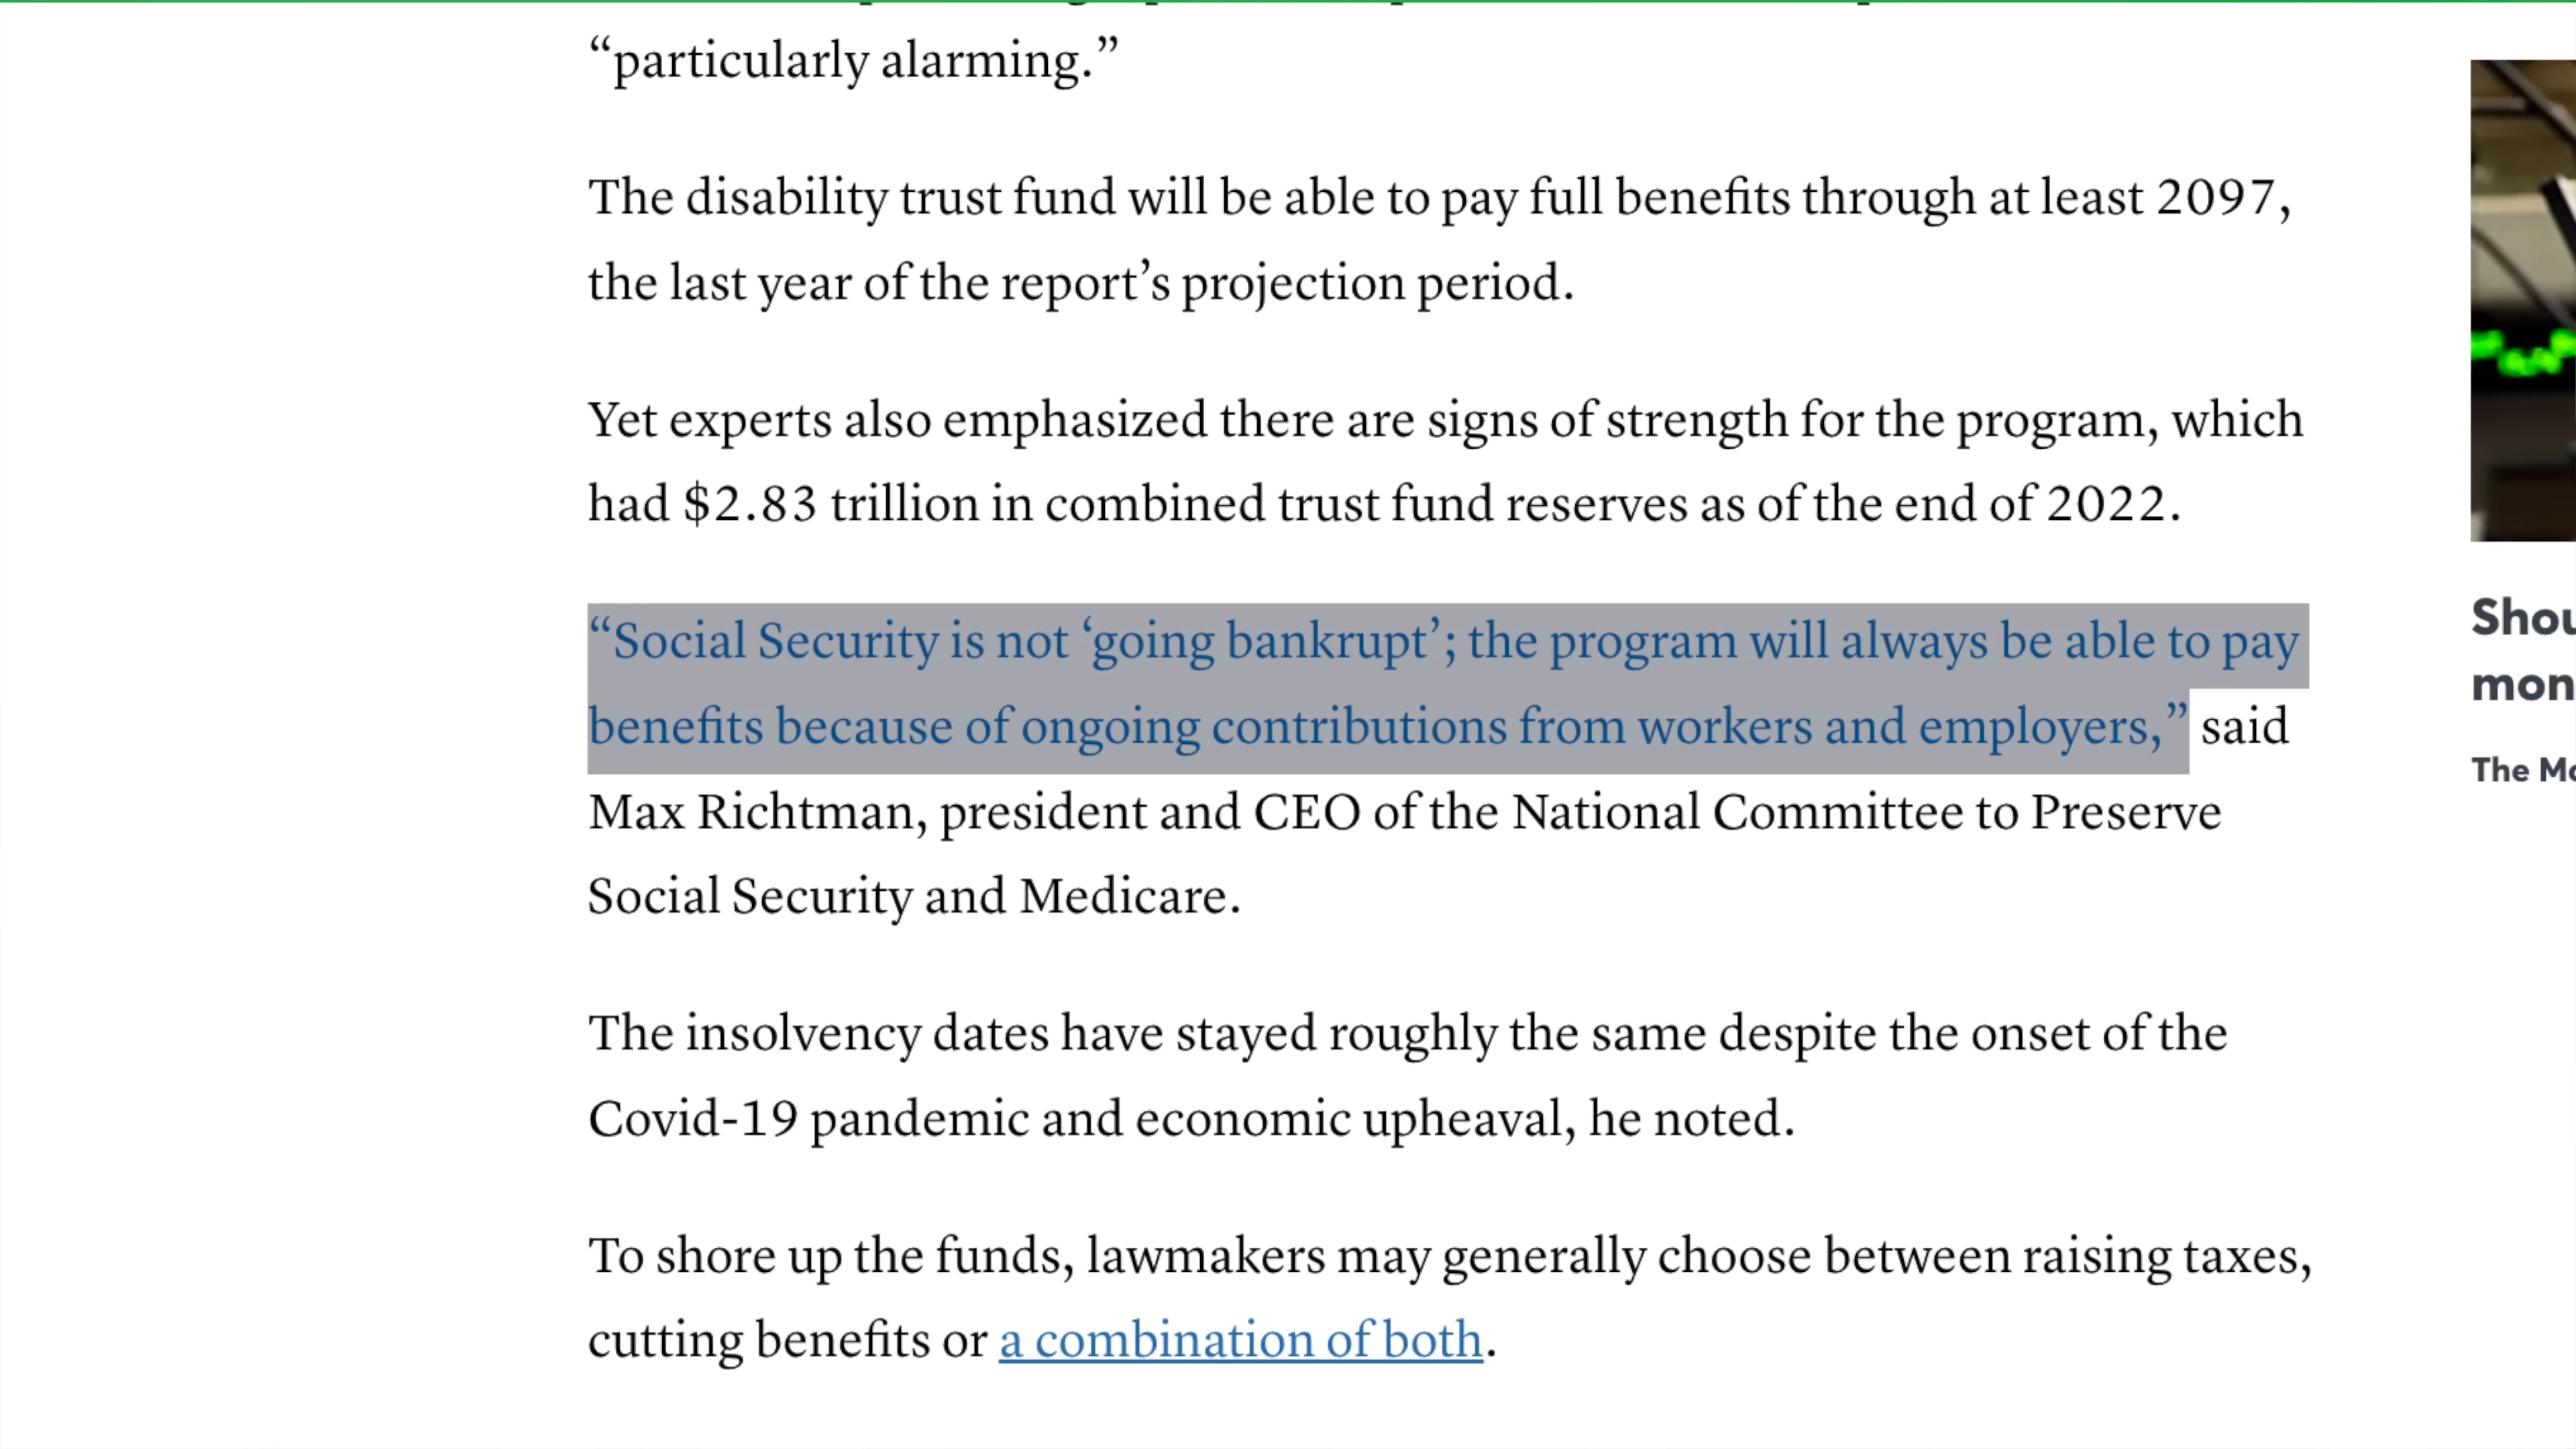 “particularly alarming.”
The disability trust fund will be able to pay full benefits through at least 2097,
the last year of the report’s projection period.
Yet experts also emphasized there are signs of strength for the program, which
had $2.83 trillion in combined trust fund reserves as of the end of 2022.
“Social Security is not ‘going bankrupt’; the program will always be able to pay
benefits because of ongoing contributions from workers and employers,” said
Max Richtman, president and CEO of the National Committee to Preserve
Social Security and Medicare.
The insolvency dates have stayed roughly the same despite the onset of the
Covid-19 pandemic and economic upheaval, he noted.
To shore up the funds, lawmakers may generally choose between raising taxes,
cutting benefits or a combination of both.
Shou
mon
The Mo